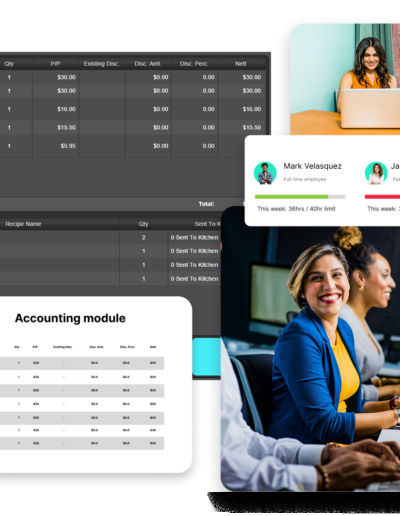 Qty P/P Existing Disc. Disc. Amt. Disc. Perc. Nett
1 $30.00 $0.00 0.00 $30.00
1 $30.00 $0.00 0.00 $30.00
1 $16.00 $0.00 0.00 $16.00
1 $15.50 $0.00 0.00 $15.50
1 $5.95 $0.00 0.00 $5.95
Total:
Recipe Name Qty Sent To K
2 0 Sent To Kitchen
1 0 Sent To Kitchen
1 0 Sent To Kitchen
1 0 Sent To Kitchen
Mark Velasquez
Full time employee
This week: 36hrs / 40hr limit
Ja
This week:
Accounting module
Qty P/P Existing Disc. Disc. Amt. Disc. Perc. Nett
1 $30 - $0.0 $0.0 $30
1 $30 - $0.0 $0.0 $30
1 $30 - $0.0 $0.0 $30
1 $30 - $0.0 $0.0 $30
1 $30 - $0.0 $0.0 $30
1 $30 - $0.0 $0.0 $30
1 $30 - $0.0 $0.0 $30